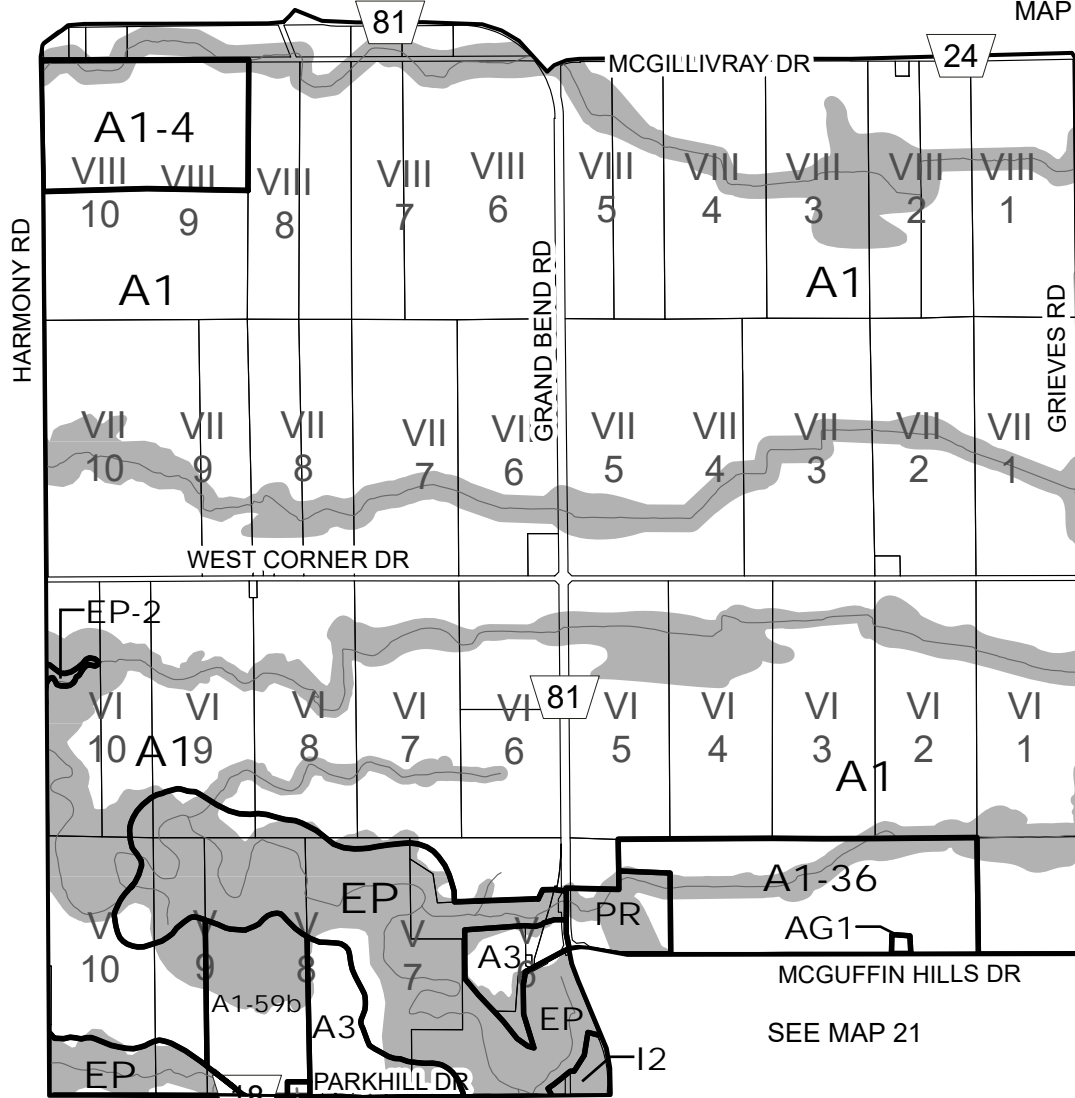 MAP
81
24
MCGILLIVRAY DR
A1-4
VIII
10
VIII
9
VIII
8
VIII
7
VIII
6
VIII
5
VIII
4
VIII
3
VIII
2
VIII
1
HARMONY RD
A1
GRAND BEND RD
A1
GRIEVES RD
VII
10
VII
9
VII
8
VII
7
VII
6
VII
5
VII
4
VII
3
VII
2
VII
1
WEST CORNER DR
EP-2
VI
10
A1
VI
9
VI
8
VI
7
VI
6
81
VI
5
VI
4
VI
3
VI
2
VI
1
A1
EP
A1-36
PR
AG1
V
10
V
9
V
8
V
7
V
6
A3
MCGUFFIN HILLS DR
A1-59b
A3
EP
SEE MAP 21
I2
EP
PARKHILL DR